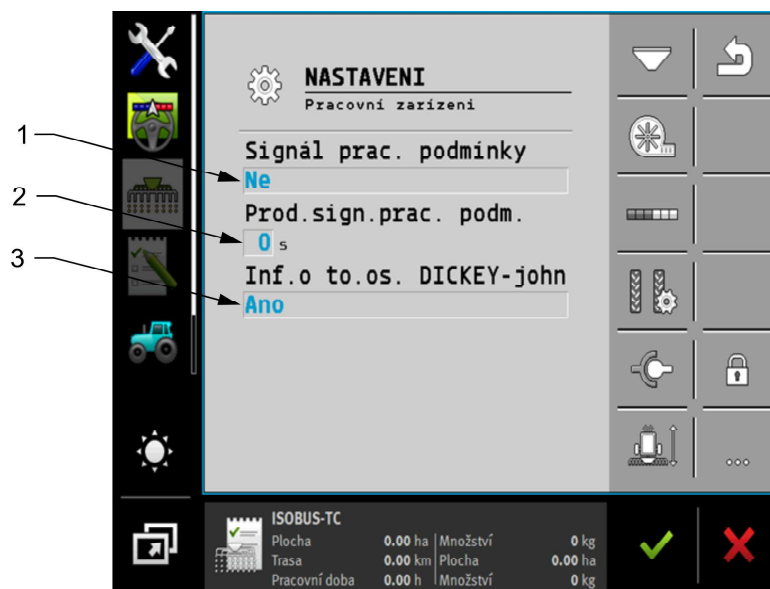 NASTAVENI
Pracovní zarízeni
1
Signál prac. podminky
Ne
2
Prod.sign.prac. podm.
0 s
3
Inf.o to.os. DICKEY-john
Ano
ISOBUS-TC
Plocha 0.00 ha Množství 0 kg
Trasa 0.00 km Plocha 0.00 ha
Pracovní doba 0.00 h Množství 0 kg